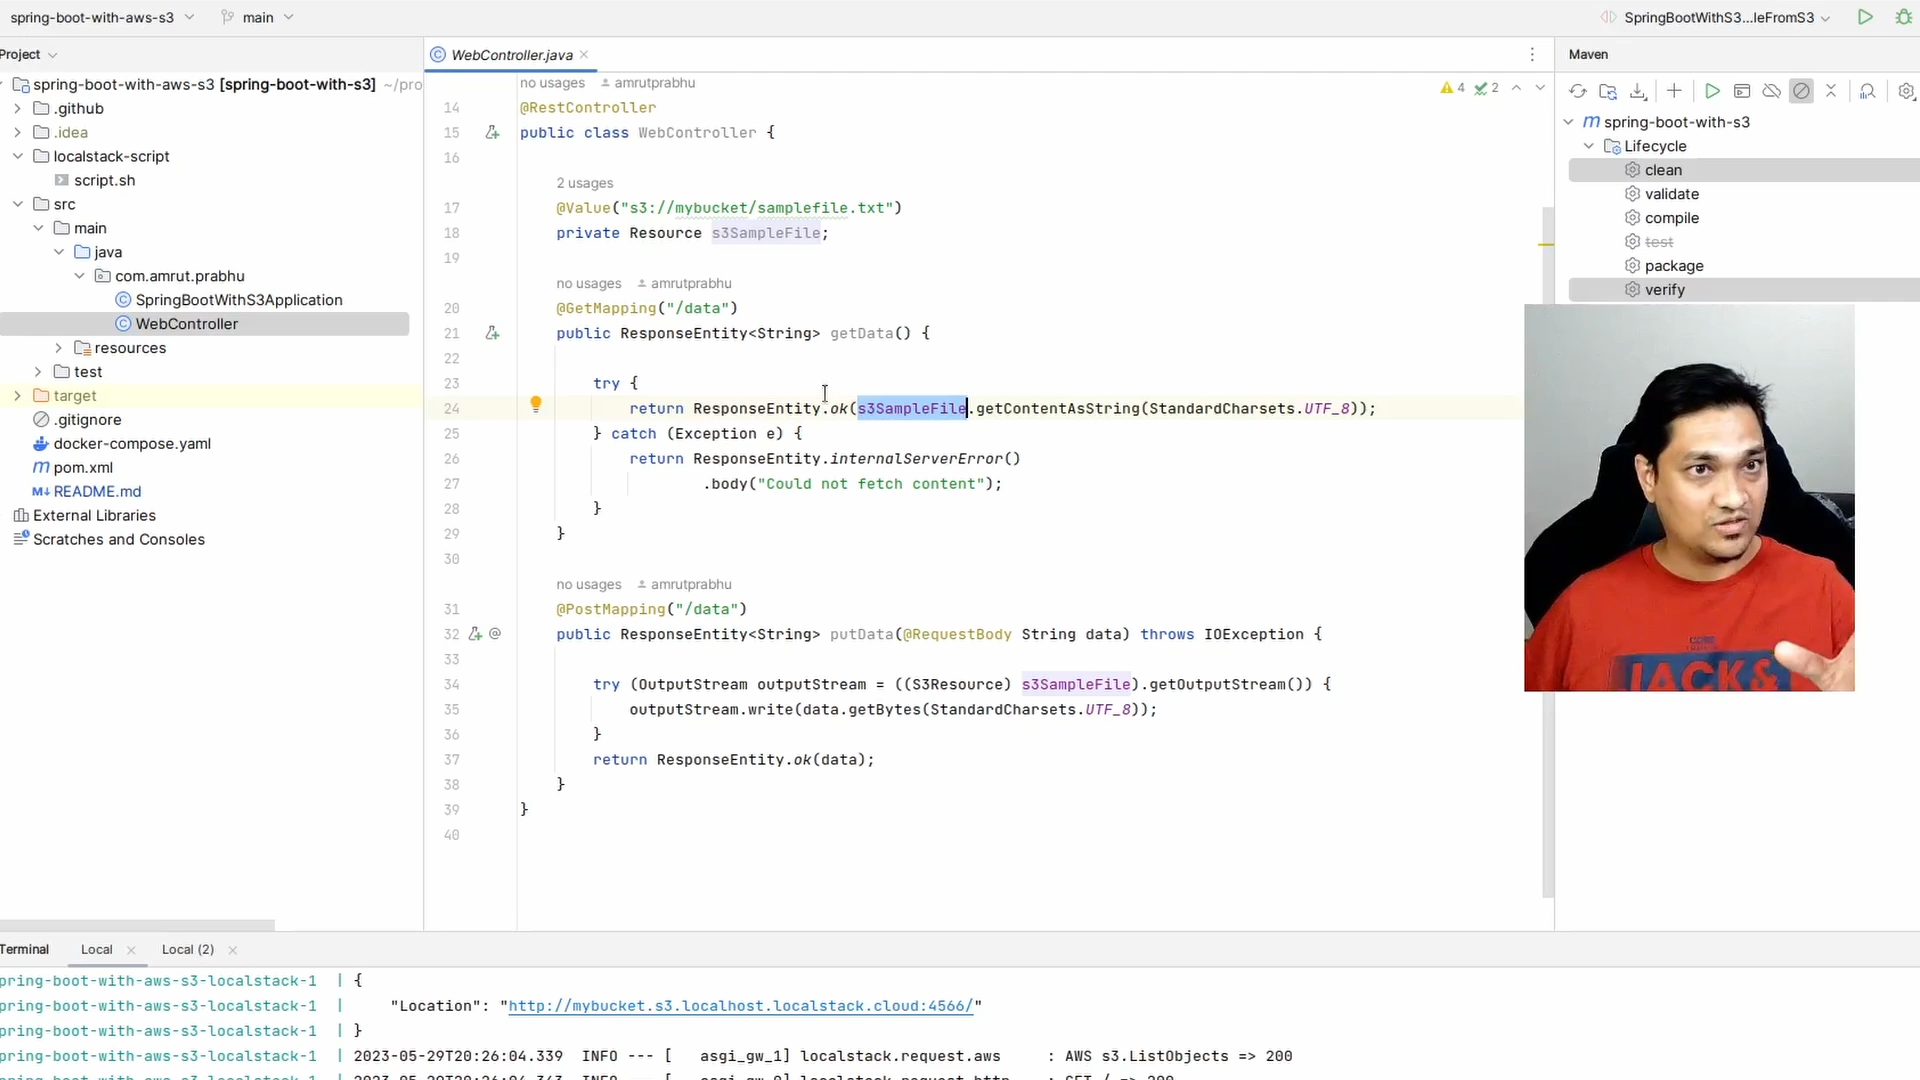 spring-boot-with-aws-s3 main SpringBootWithS3...leFromS3
Project
spring-boot-with-aws-s3 [spring-boot-with-s3] ~/pro
.github
.idea
localstack-script
script.sh
src
main
java
com.amrut.prabhu
SpringBootWithS3Application
WebController
resources
test
target
.gitignore
docker-compose.yaml
pom.xml
README.md
External Libraries
Scratches and Consoles
WebController.java
4 2
no usages amrutprabhu
14 @RestController
15 public class WebController {
16
2 usages
17 @Value("s3://mybucket/samplefile.txt")
18 private Resource s3SampleFile;
19
no usages amrutprabhu
20 @GetMapping("/data")
21 public ResponseEntity<String> getData() {
22
23 try {
24 return ResponseEntity.ok(s3SampleFile.getContentAsString(StandardCharsets.UTF_8));
25 } catch (Exception e) {
26 return ResponseEntity.internalServerError()
27 .body("Could not fetch content");
28 }
29 }
30
no usages amrutprabhu
31 @PostMapping("/data")
32 public ResponseEntity<String> putData(@RequestBody String data) throws IOException {
33
34 try (OutputStream outputStream = ((S3Resource) s3SampleFile).getOutputStream()) {
35 outputStream.write(data.getBytes(StandardCharsets.UTF_8));
36 }
37 return ResponseEntity.ok(data);
38 }
39 }
40
Maven
spring-boot-with-s3
Lifecycle
clean
validate
compile
test
package
verify
JACK&
Terminal Local Local (2)
pring-boot-with-aws-s3-localstack-1 | {
pring-boot-with-aws-s3-localstack-1 | "Location": "http://mybucket.s3.localhost.localstack.cloud:4566/"
pring-boot-with-aws-s3-localstack-1 | }
pring-boot-with-aws-s3-localstack-1 | 2023-05-29T20:26:04.339 INFO --- [ asgi_gw_1] localstack.request.aws : AWS s3.ListObjects => 200